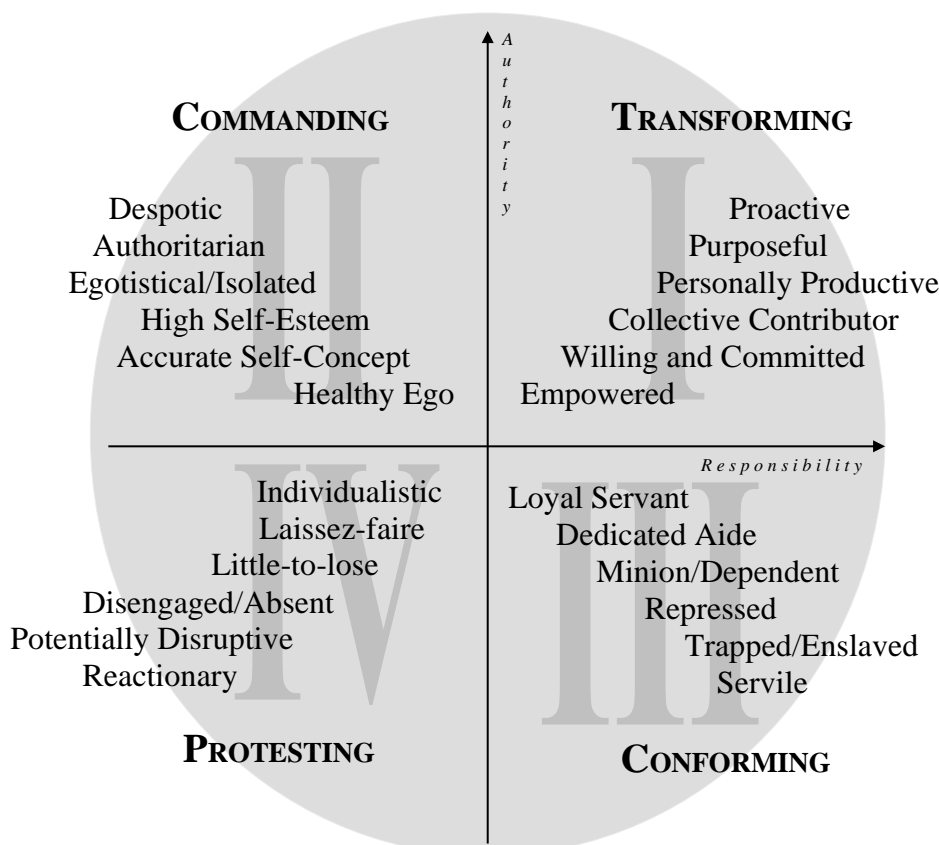 Authority
COMMANDING
II
Despotic
Authoritarian
Egotistical/Isolated
High Self-Esteem
Accurate Self-Concept
Healthy Ego
TRANSFORMING
I
Proactive
Purposeful
Personally Productive
Collective Contributor
Willing and Committed
Empowered
Responsibility
IV
Individualistic
Laissez-faire
Little-to-lose
Disengaged/Absent
Potentially Disruptive
Reactionary
PROTESTING
III
Loyal Servant
Dedicated Aide
Minion/Dependent
Repressed
Trapped/Enslaved
Servile
CONFORMING